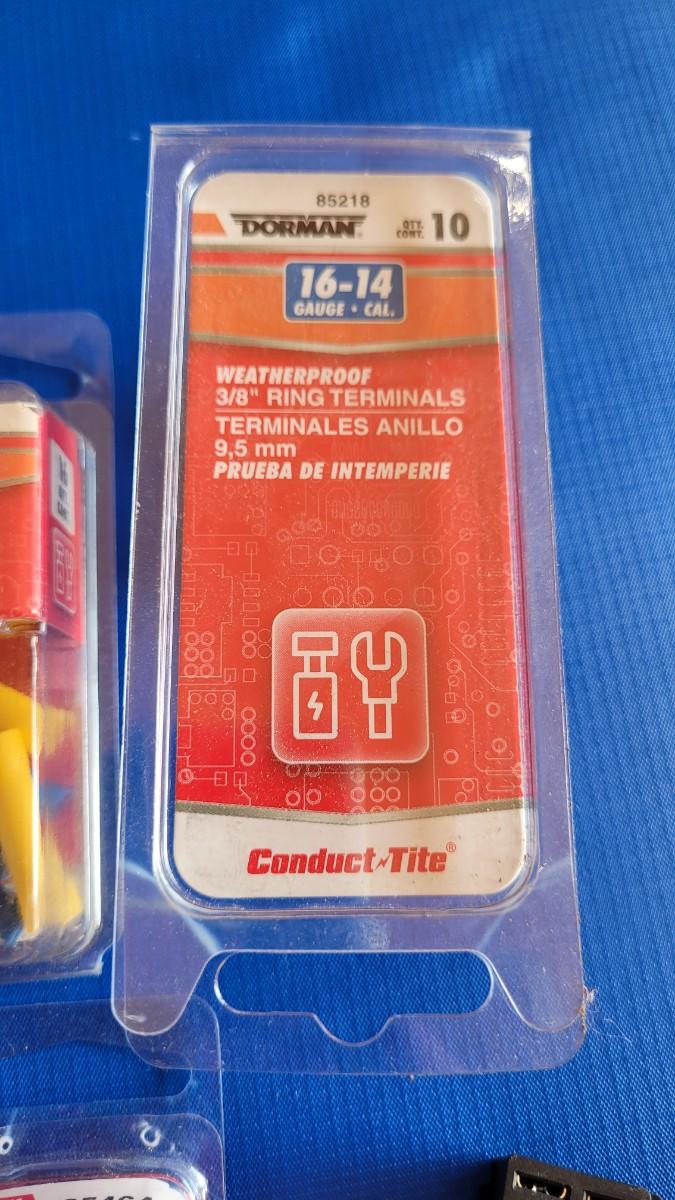 85218
DORMAN®
QTY. CONT. 10
16-14
GAUGE • CAL.
WEATHERPROOF
3/8" RING TERMINALS
TERMINALES ANILLO
9,5 mm
PRUEBA DE INTEMPERIE
Conduct-Tite®